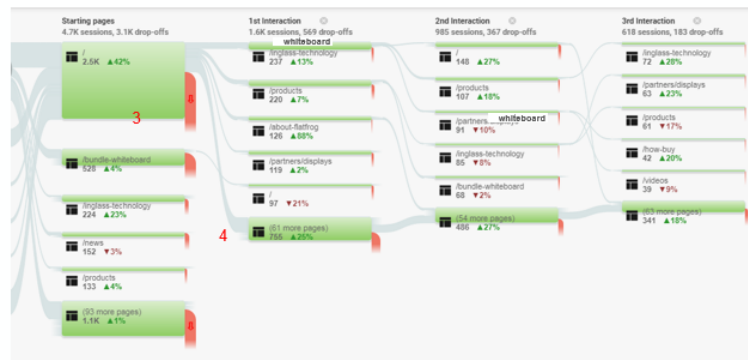 Starting pages
4.7K sessions, 3.1K drop-offs
/
2.5K ▲42%
3
/bundle-whiteboard
528 ▲4%
/inglass-technology
224 ▲23%
/news
152 ▼3%
/products
133 ▲4%
(93 more pages)
1.1K ▲1%
1st Interaction
1.6K sessions, 569 drop-offs
whiteboard
/inglass-technology
237 ▲13%
/products
220 ▲7%
/about-flatfrog
126 ▲88%
/partners/displays
119 ▲2%
/
97 ▼21%
4
(61 more pages)
755 ▲25%
2nd Interaction
985 sessions, 367 drop-offs
/
148 ▲27%
/products
107 ▲18%
/partners/displays
whiteboard
91 ▼10%
/inglass-technology
85 ▼8%
/bundle-whiteboard
68 ▼2%
(54 more pages)
486 ▲27%
3rd Interaction
618 sessions, 183 drop-offs
/inglass-technology
72 ▲28%
/partners/displays
63 ▲23%
/products
61 ▼17%
/how-buy
42 ▲20%
/videos
39 ▼9%
(63 more pages)
341 ▲18%